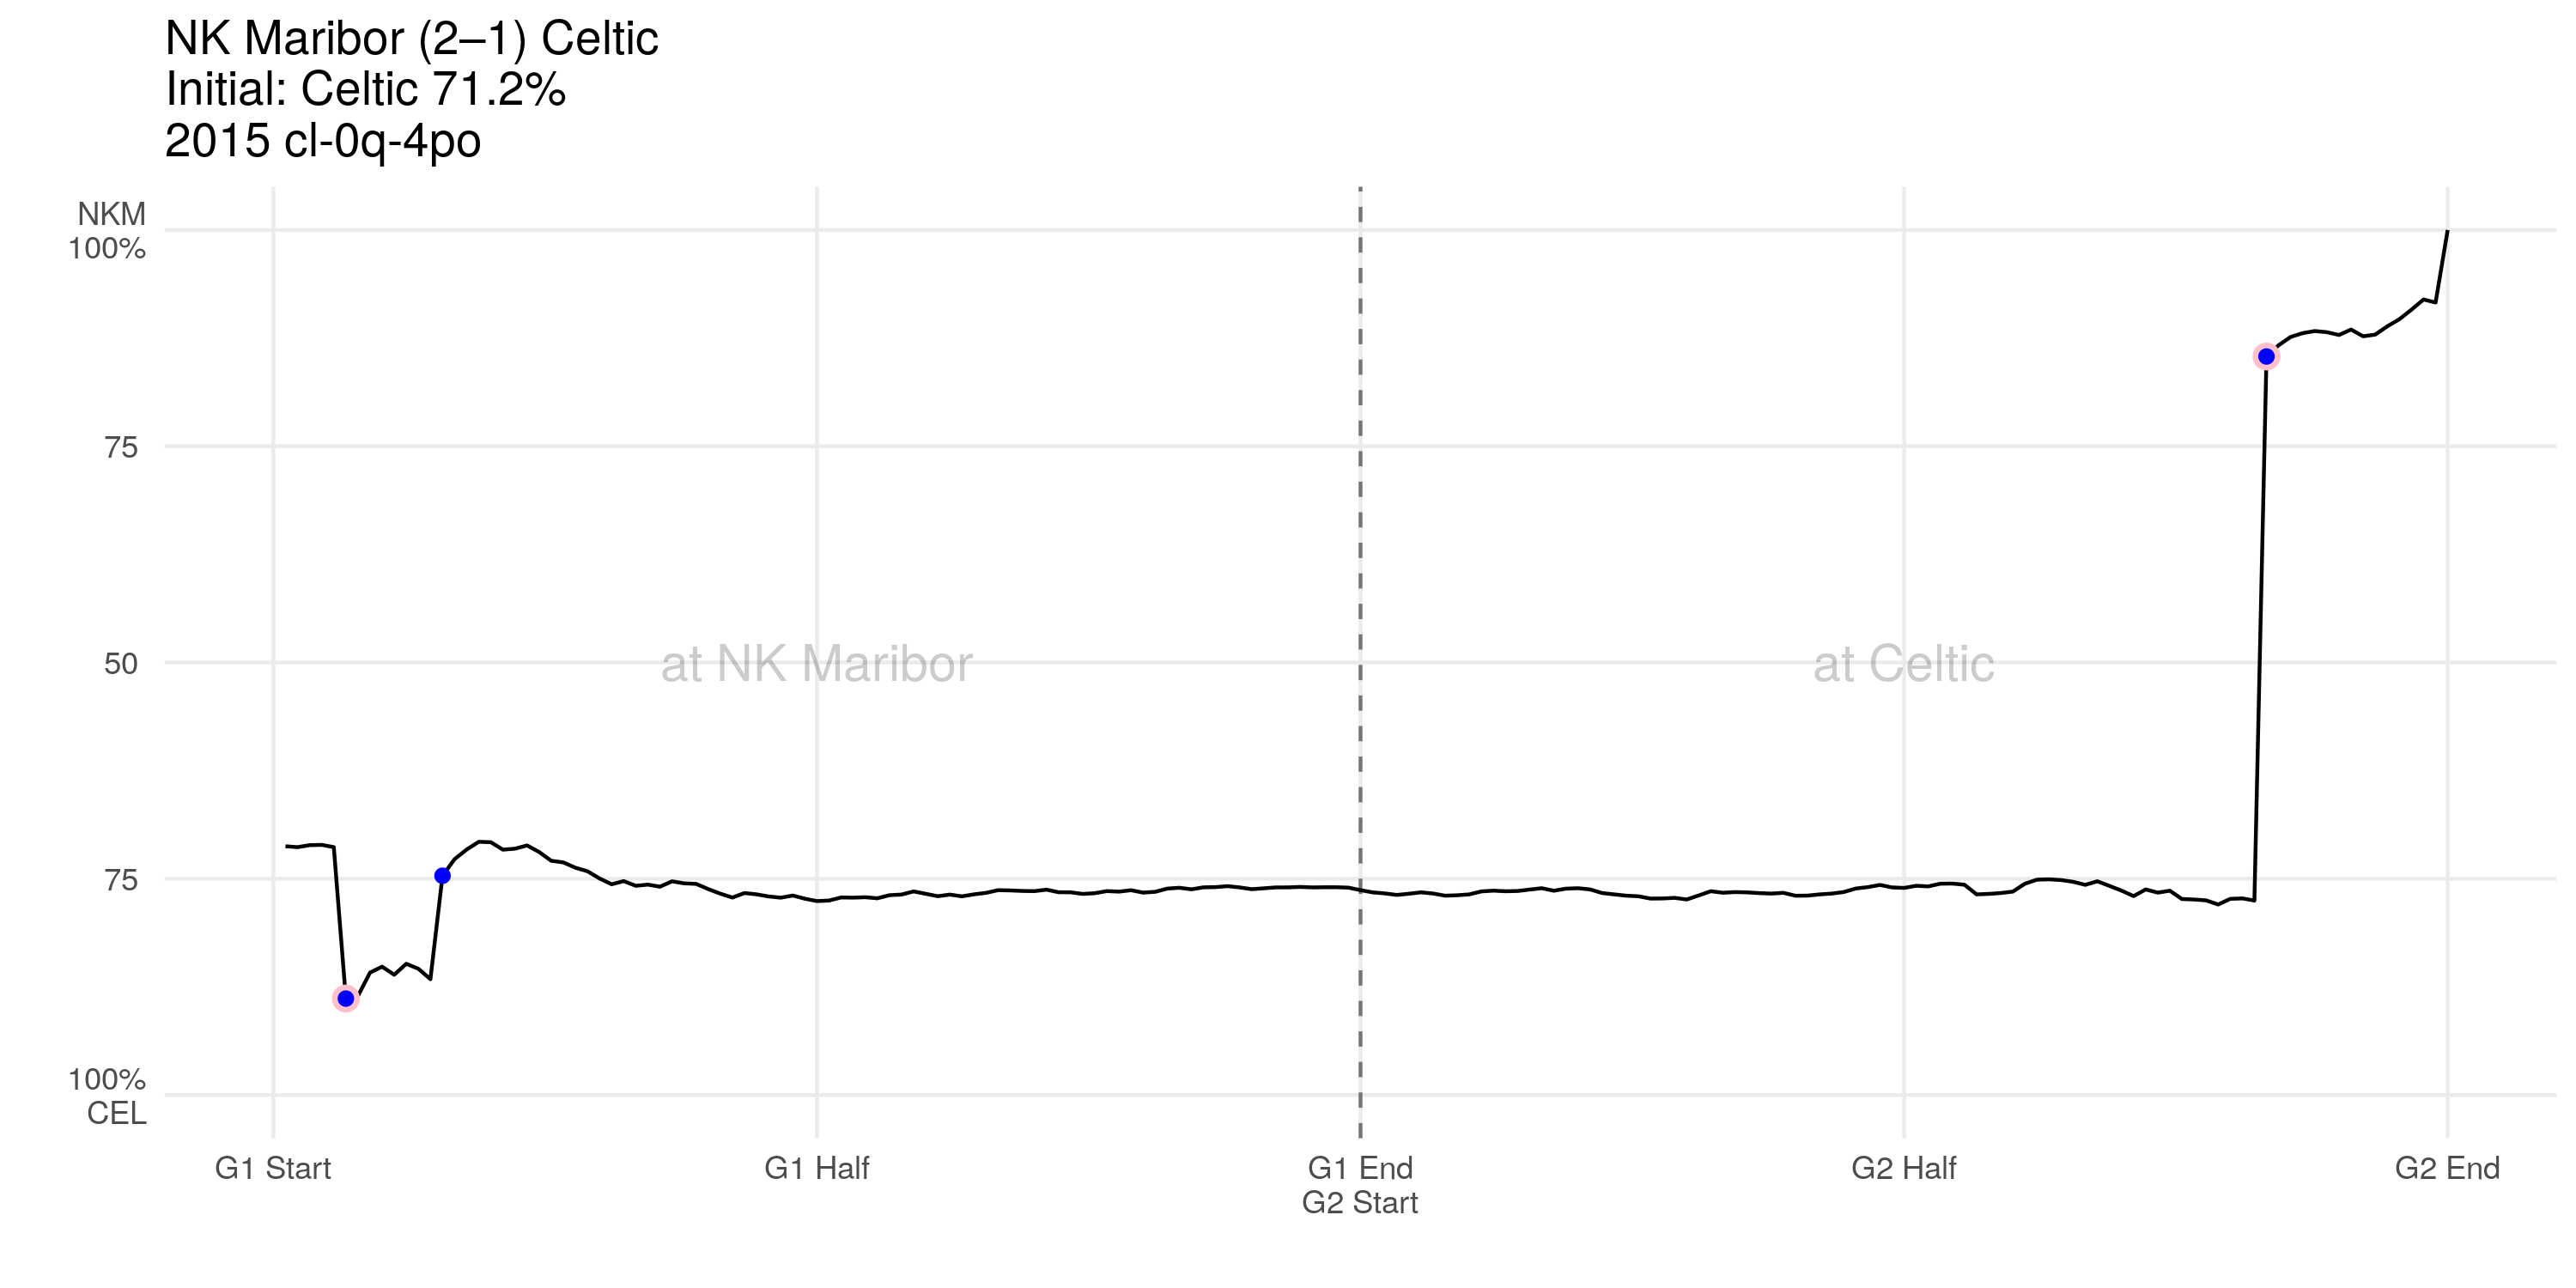 NK Maribor (2–1) Celtic
Initial: Celtic 71.2%
2015 cl-0q-4po
NKM
100%
75
50
75
100%
CEL
at NK Maribor
at Celtic
G1 Start
G1 Half
G1 End
G2 Start
G2 Half
G2 End